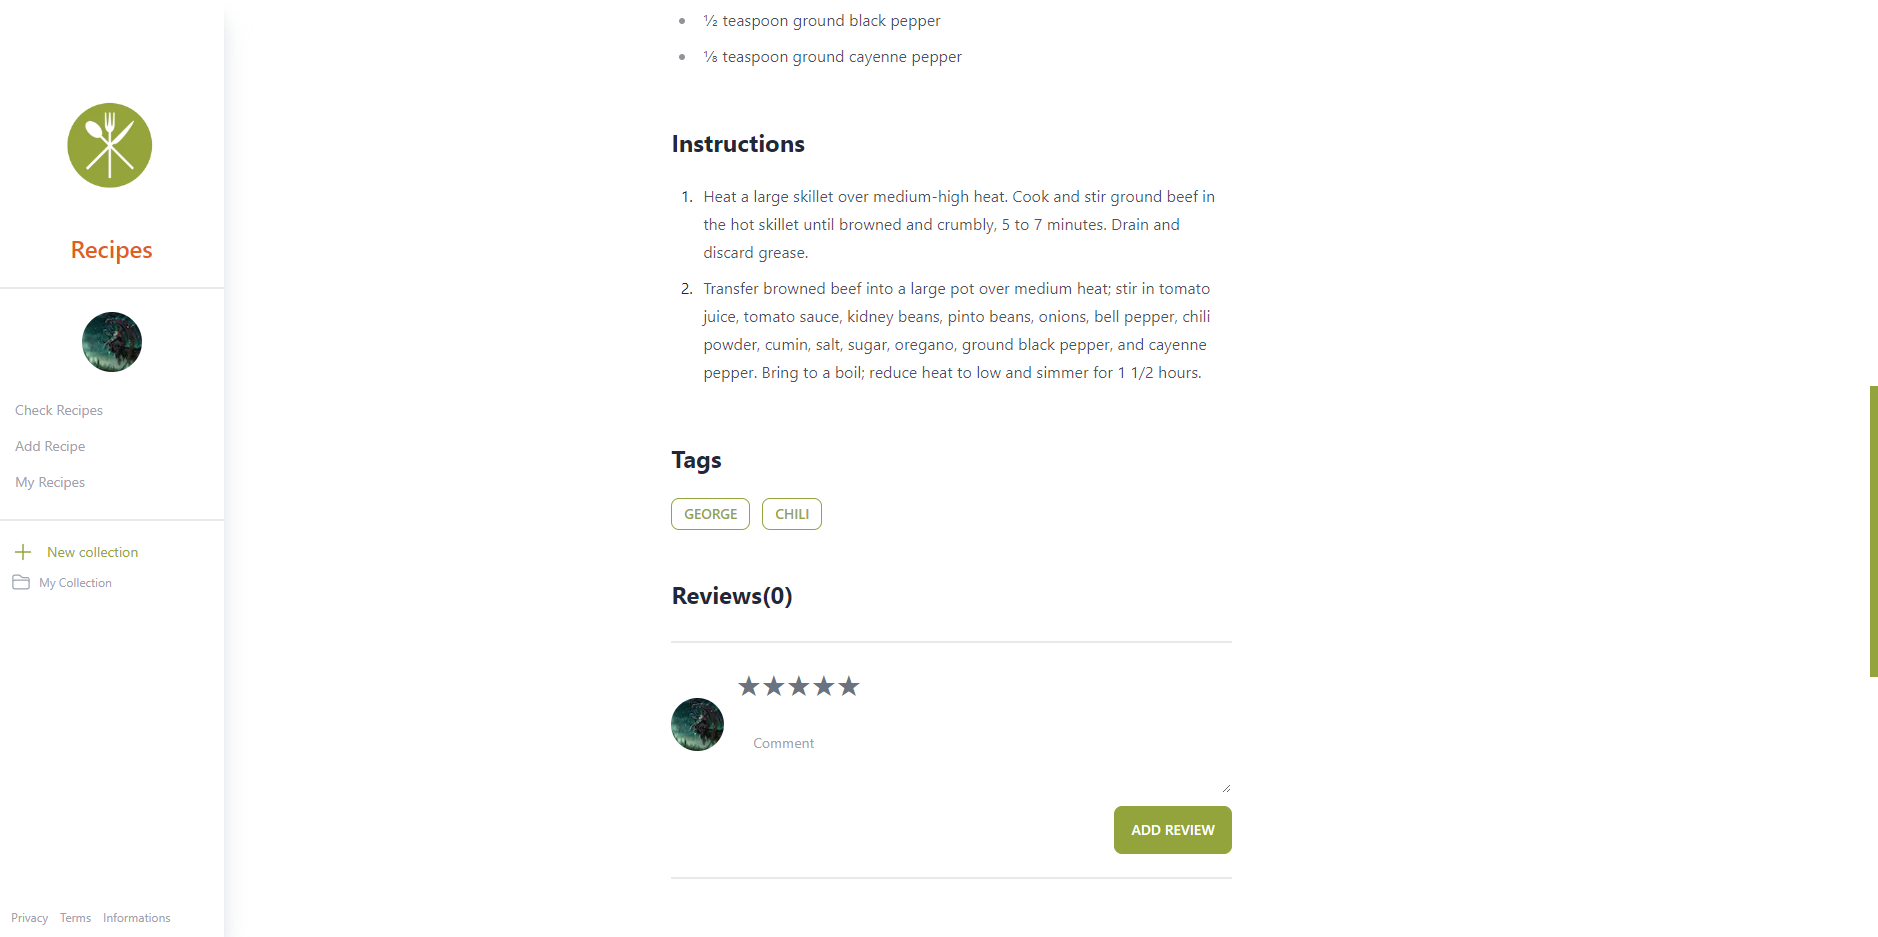 Recipes
Check Recipes
Add Recipe
My Recipes
New collection
My Collection
Privacy Terms Informations
½ teaspoon ground black pepper
⅛ teaspoon ground cayenne pepper
Instructions
1. Heat a large skillet over medium-high heat. Cook and stir ground beef in
the hot skillet until browned and crumbly, 5 to 7 minutes. Drain and
discard grease.
2. Transfer browned beef into a large pot over medium heat; stir in tomato
juice, tomato sauce, kidney beans, pinto beans, onions, bell pepper, chili
powder, cumin, salt, sugar, oregano, ground black pepper, and cayenne
pepper. Bring to a boil; reduce heat to low and simmer for 1 1/2 hours.
Tags
GEORGE CHILI
Reviews(0)
Comment
ADD REVIEW